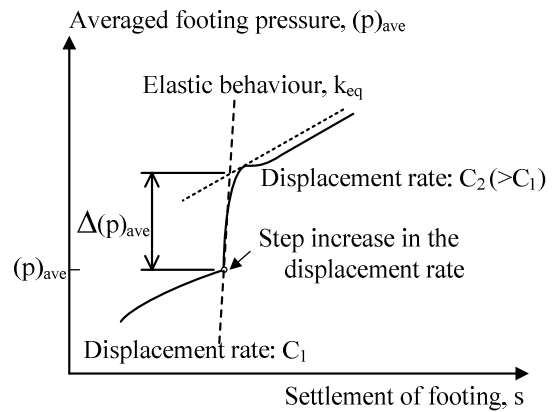 Averaged footing pressure, (p)ave
Elastic behaviour, keq
Displacement rate: C2 (>C1)
Δ(p)ave
Step increase in the
displacement rate
(p)ave
Displacement rate: C1
Settlement of footing, s